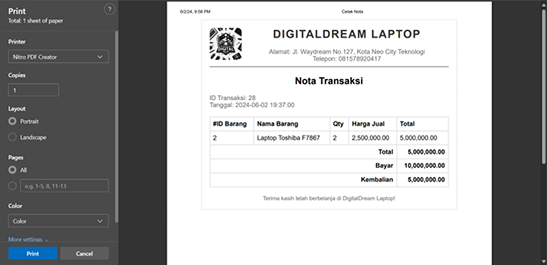 Print
?
Total: 1 sheet of paper
Printer
Nitro PDF Creator
Copies
1
Layout
Portrait
Landscape
Pages
All
e.g. 1-5, 8, 11-13
Color
Color
More settings
Print Cancel
6/2/24, 9:58 PM Cetak Nota
DIGITALDREAM LAPTOP
Alamat: Jl. Waydream No.127, Kota Neo City Teknologi
Telepon: 081578920417
Nota Transaksi
ID Transaksi: 28
Tanggal: 2024-06-02 19:37:00
#ID Barang Nama Barang Qty Harga Jual Total
2 Laptop Toshiba F7867 2 2,500,000.00 5,000,000.00
Total 5,000,000.00
Bayar 10,000,000.00
Kembalian 5,000,000.00
Terima kasih telah berbelanja di DigitalDream Laptop!